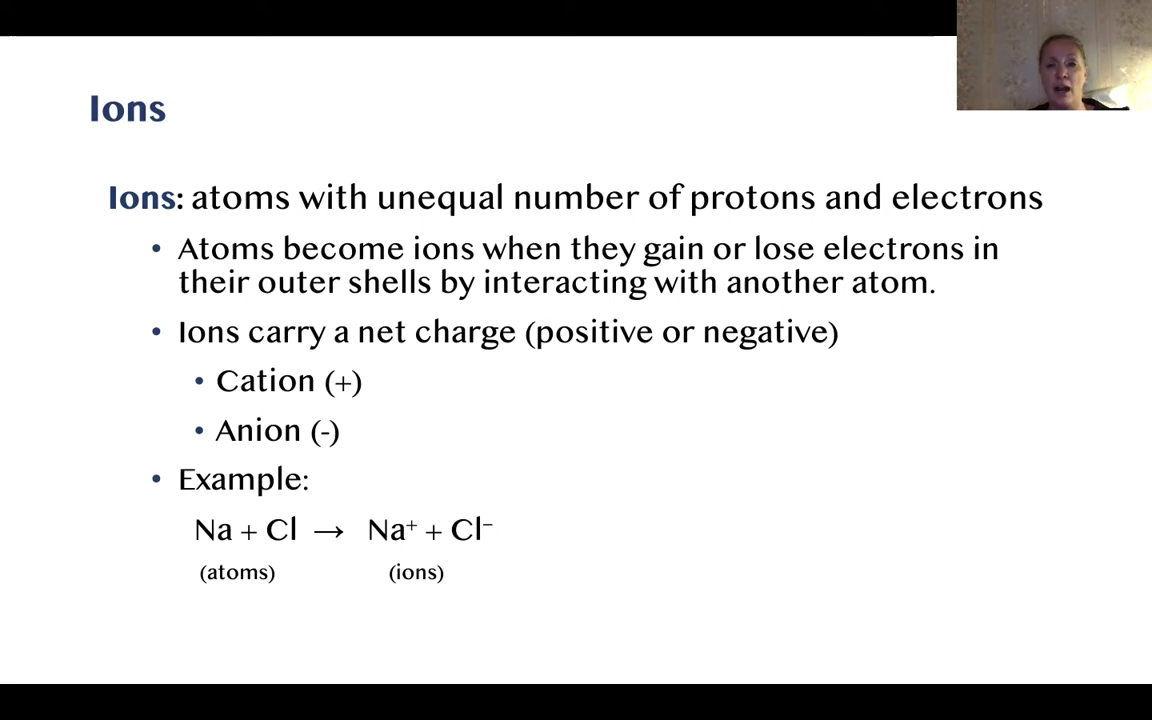 Ions
Ions: atoms with unequal number of protons and electrons
• Atoms become ions when they gain or lose electrons in
their outer shells by interacting with another atom.
• Ions carry a net charge (positive or negative)
• Cation (+)
• Anion (-)
• Example:
Na + Cl → Na⁺ + Cl⁻
(atoms) (ions)